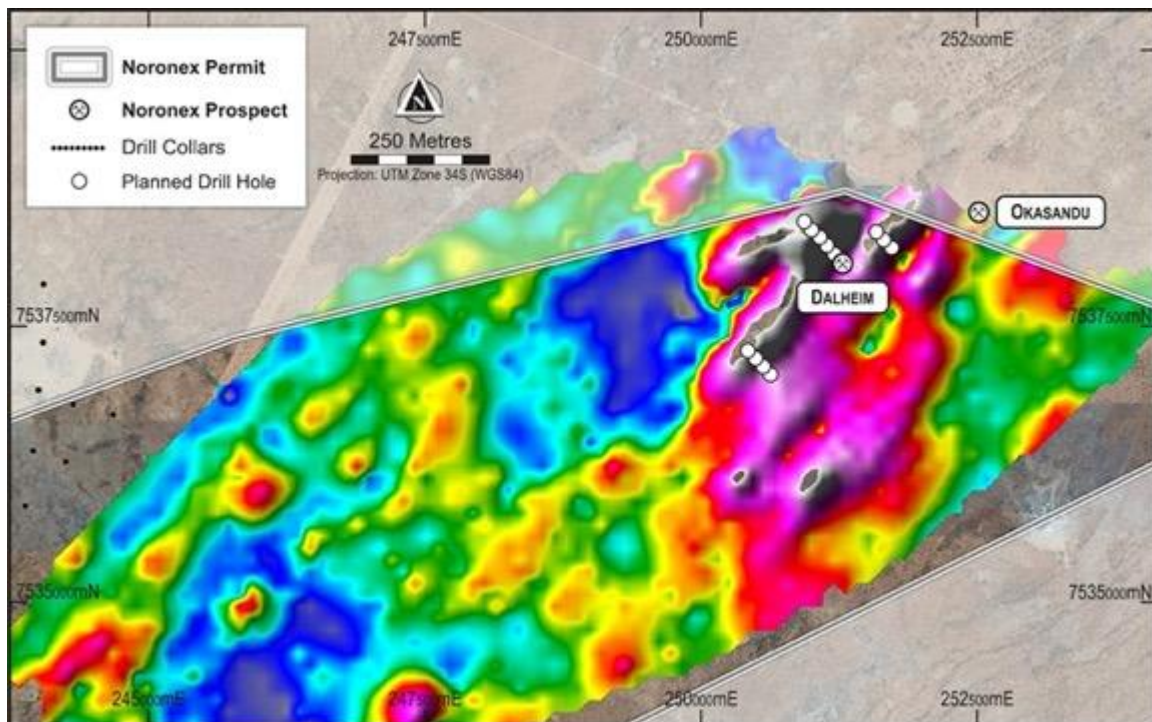 247500mE
250000mE
252500mE
Noronex Permit
Noronex Prospect
Drill Collars
Planned Drill Hole
N
250 Metres
Projection: UTM Zone 34S (WGS84)
OKASANDU
DALHEIM
7537500mN
7537500mN
7535000mN
7535000mN
245000mE
247500mE
250000mE
252500mE